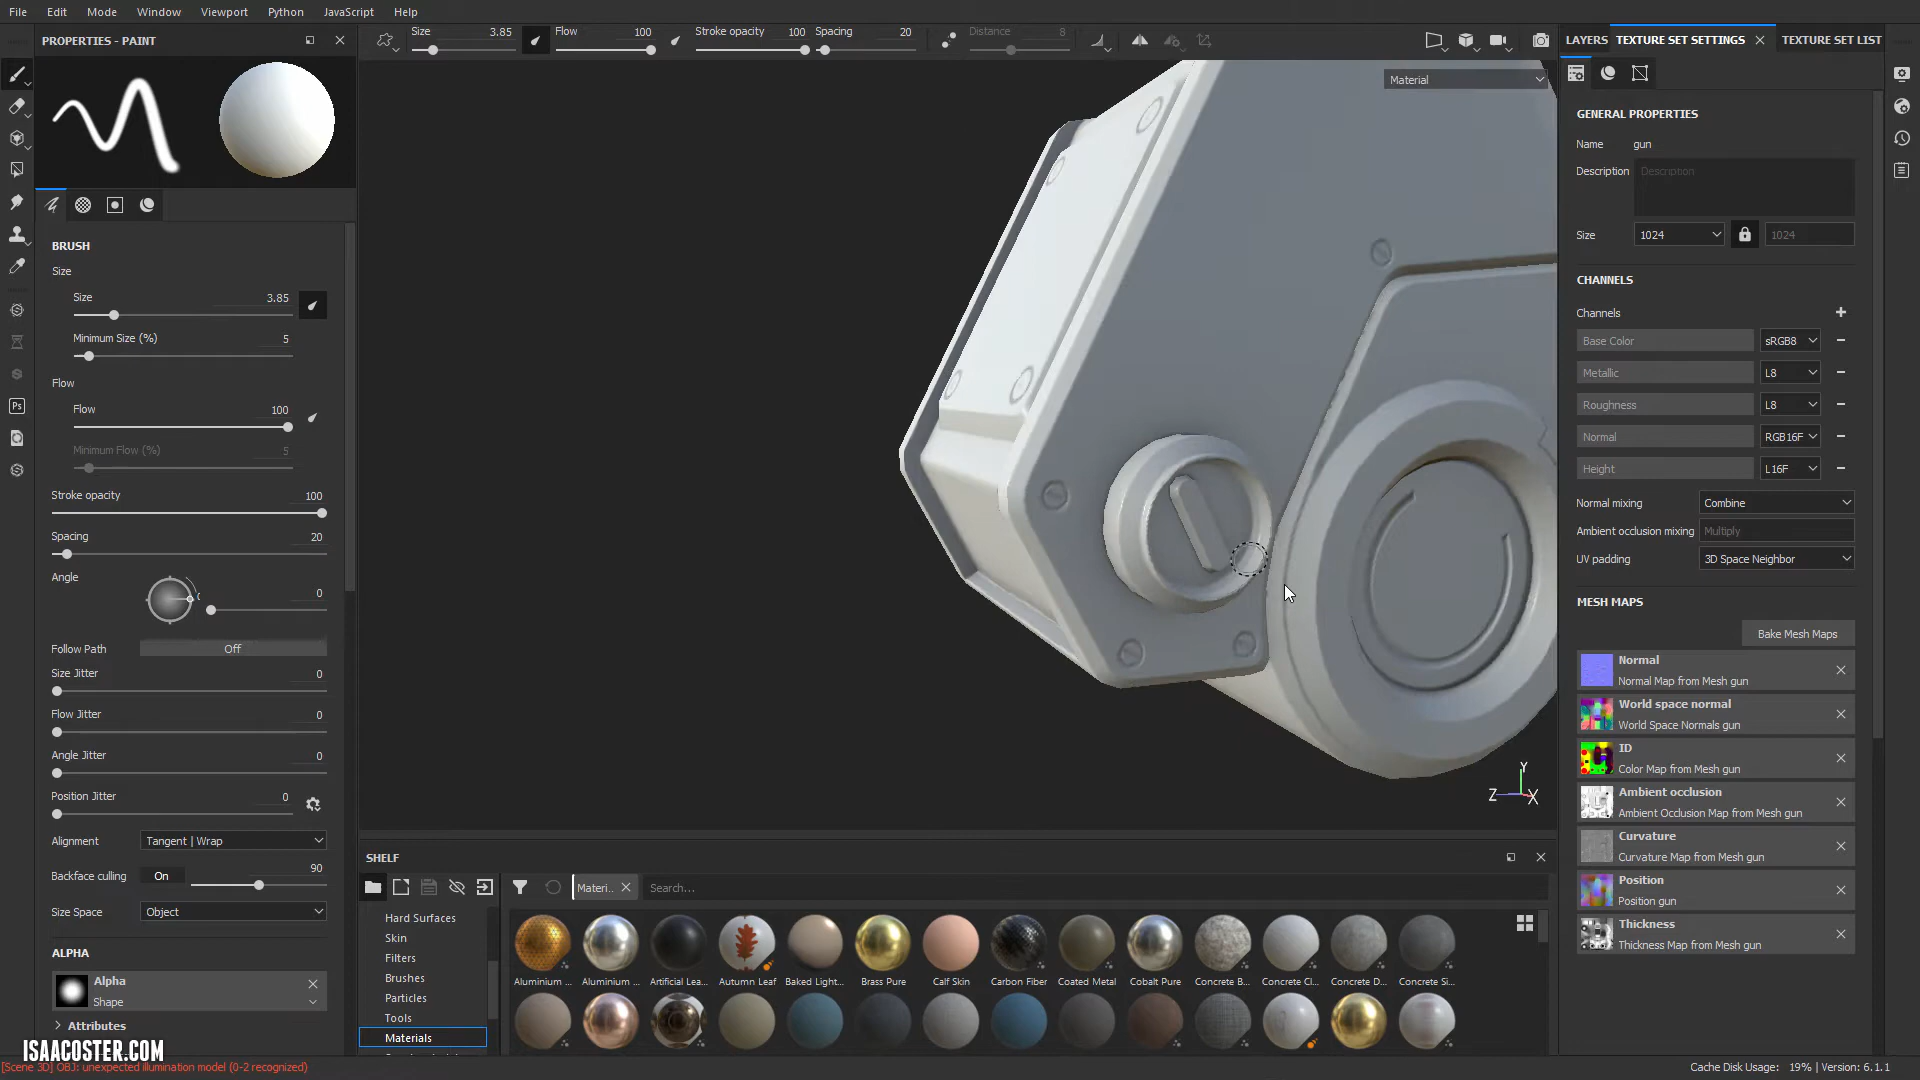 File Edit Mode Window Viewport Python JavaScript Help
PROPERTIES - PAINT
Size 3.85 Flow 100 Stroke opacity 100 Spacing 20 Distance 8
Material
LAYERS TEXTURE SET SETTINGS TEXTURE SET LIST
BRUSH
Size
Size 3.85
Minimum Size (%) 5
Flow
Flow 100
Minimum Flow (%) 5
Stroke opacity 100
Spacing 20
Angle 0
Follow Path Off
Size Jitter 0
Flow Jitter 0
Angle Jitter 0
Position Jitter 0
Alignment Tangent | Wrap
Backface culling On 90
Size Space Object
ALPHA
Alpha
Shape
Attributes
Ps
Y
Z X
SHELF
Materi..
Search...
Hard Surfaces
Skin
Filters
Brushes
Particles
Tools
Materials
Aluminium ... Aluminium ... Artificial Lea... Autumn Leaf Baked Light... Brass Pure Calf Skin Carbon Fiber Coated Metal Cobalt Pure Concrete B... Concrete Cl... Concrete D... Concrete Si...
GENERAL PROPERTIES
Name gun
Description Description
Size 1024 1024
CHANNELS
Channels
Base Color sRGB8
Metallic L8
Roughness L8
Normal RGB16F
Height L16F
Normal mixing Combine
Ambient occlusion mixing Multiply
UV padding 3D Space Neighbor
MESH MAPS
Bake Mesh Maps
Normal
Normal Map from Mesh gun
World space normal
World Space Normals gun
ID
Color Map from Mesh gun
Ambient occlusion
Ambient Occlusion Map from Mesh gun
Curvature
Curvature Map from Mesh gun
Position
Position gun
Thickness
Thickness Map from Mesh gun
ISAACOSTER.COM
[Scene 3D] OBJ: unexpected illumination model (0-2 recognized)
Cache Disk Usage: 19% | Version: 6.1.1